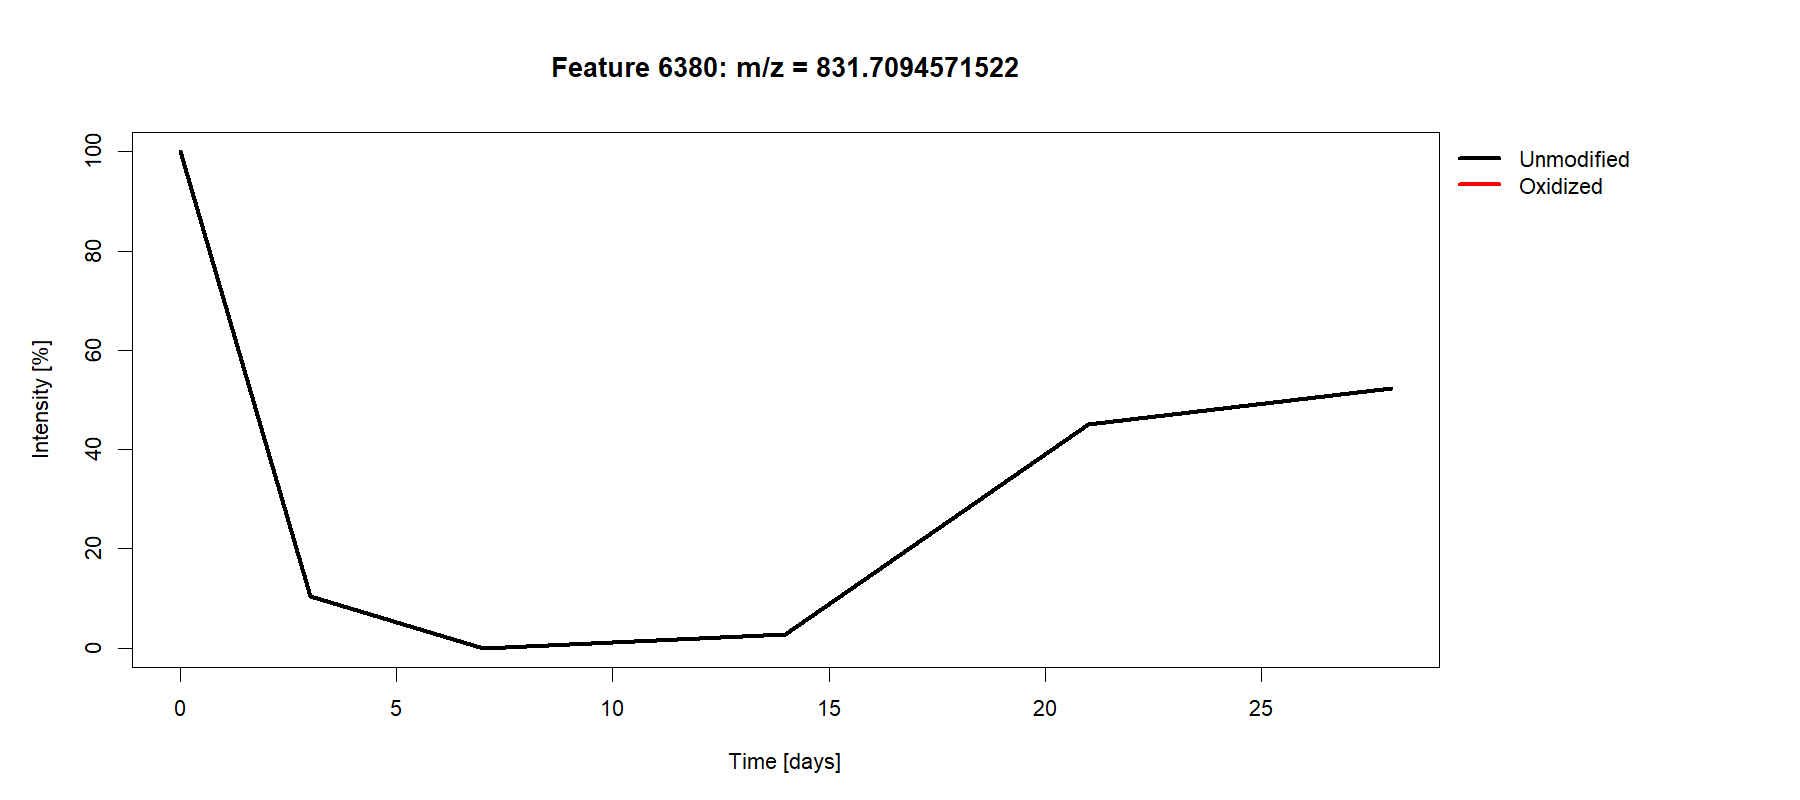 Feature 6380: m/z = 831.7094571522
Unmodified
Oxidized
Intensity [%]
100
80
60
40
20
0
0 5 10 15 20 25
Time [days]